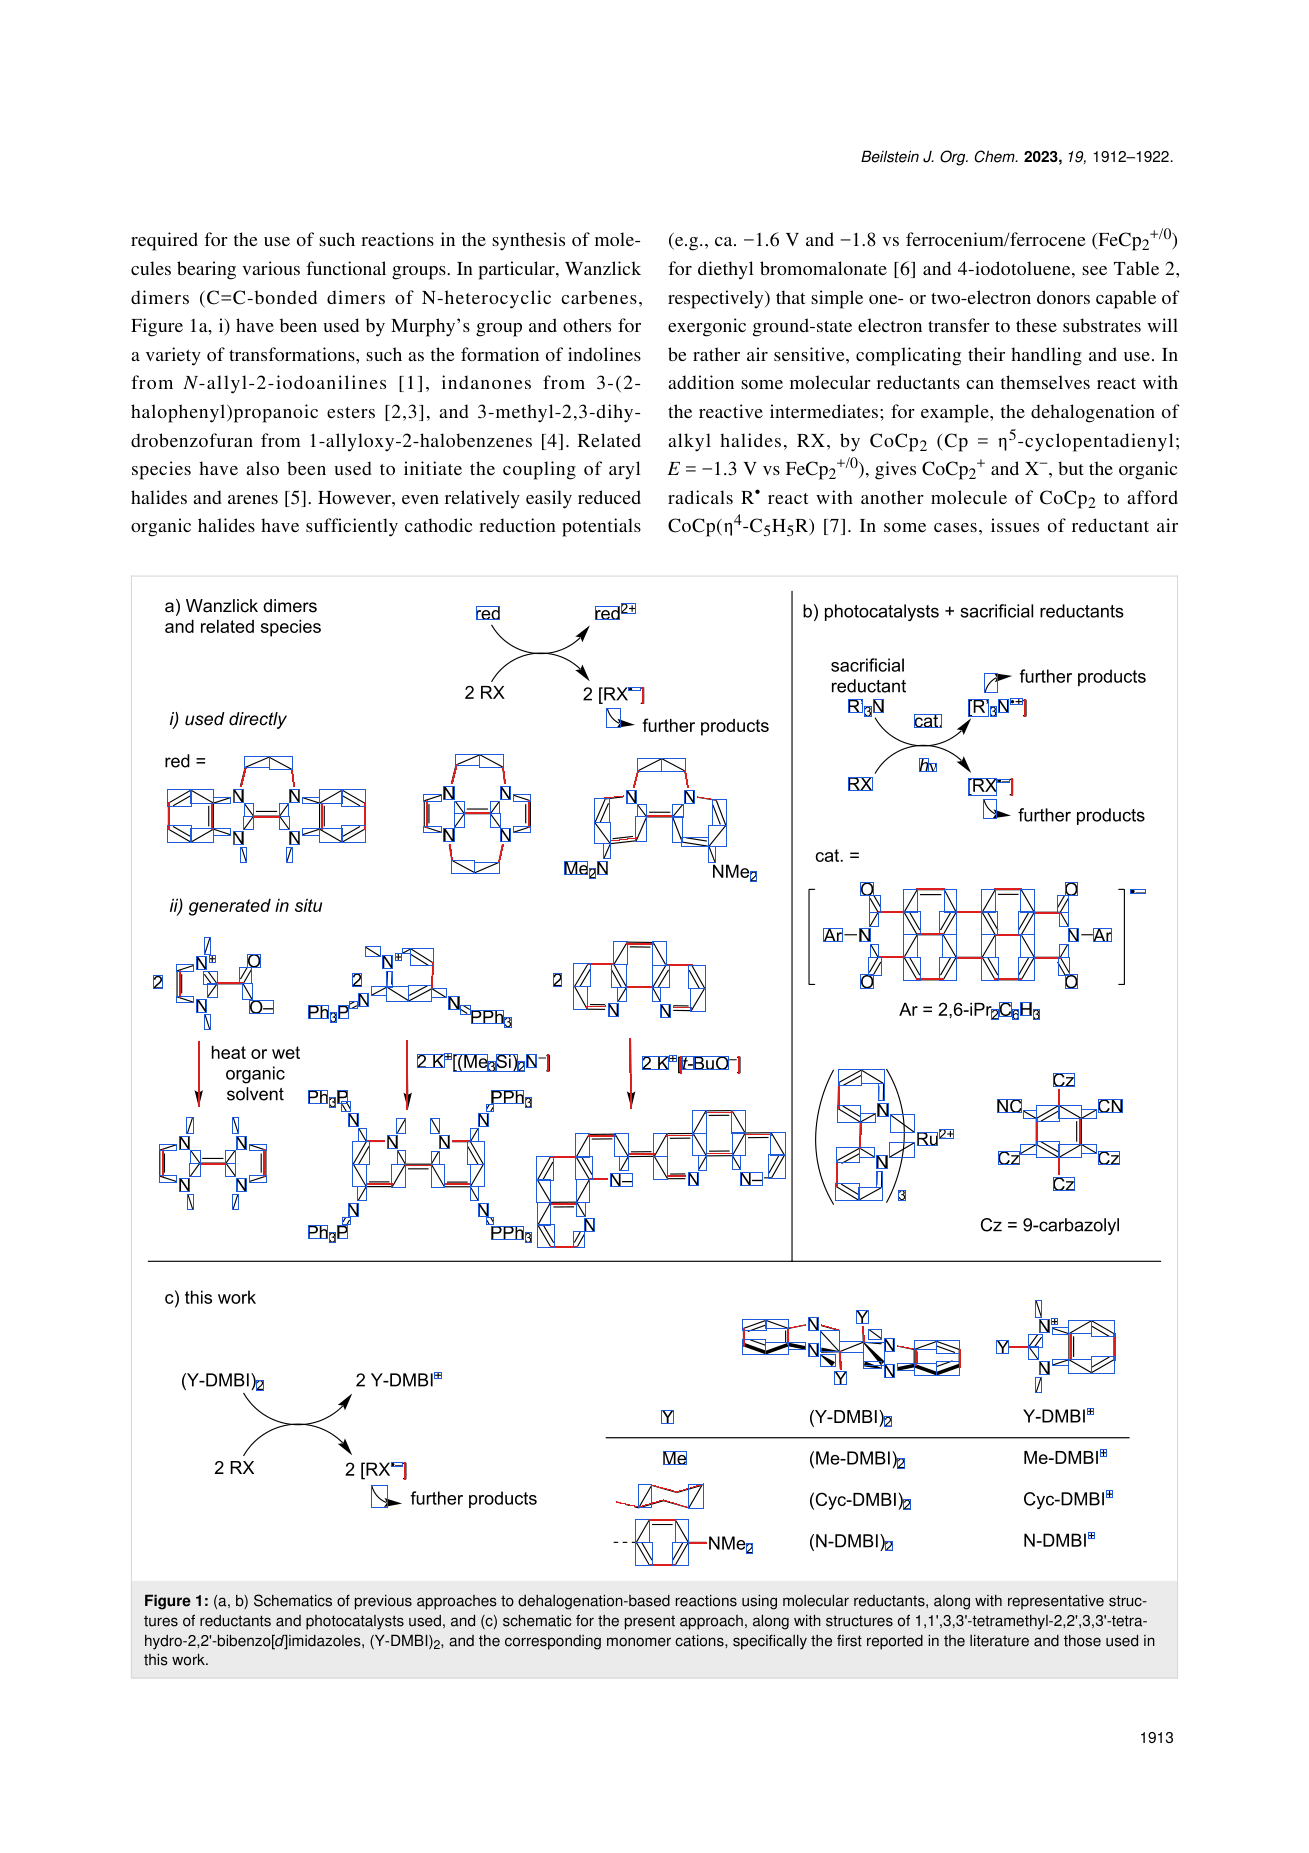 Beilstein J. Org. Chem. 2023, 19, 1912–1922.
required for the use of such reactions in the synthesis of mole-
cules bearing various functional groups. In particular, Wanzlick
dimers (C=C-bonded dimers of N-heterocyclic carbenes,
Figure 1a, i) have been used by Murphy's group and others for
a variety of transformations, such as the formation of indolines
from N-allyl-2-iodoanilines [1], indanones from 3-(2-
halophenyl)propanoic esters [2,3], and 3-methyl-2,3-dihy-
drobenzofuran from 1-allyloxy-2-halobenzenes [4]. Related
species have also been used to initiate the coupling of aryl
halides and arenes [5]. However, even relatively easily reduced
organic halides have sufficiently cathodic reduction potentials
(e.g., ca. −1.6 V and −1.8 vs ferrocenium/ferrocene (FeCp2+/0)
for diethyl bromomalonate [6] and 4-iodotoluene, see Table 2,
respectively) that simple one- or two-electron donors capable of
exergonic ground-state electron transfer to these substrates will
be rather air sensitive, complicating their handling and use. In
addition some molecular reductants can themselves react with
the reactive intermediates; for example, the dehalogenation of
alkyl halides, RX, by CoCp2 (Cp = η5-cyclopentadienyl;
E = −1.3 V vs FeCp2+/0), gives CoCp2+ and X−, but the organic
radicals R• react with another molecule of CoCp2 to afford
CoCp(η4-C5H5R) [7]. In some cases, issues of reductant air
a) Wanzlick dimers
and related species
red
red2+
2 RX
2 [RX•−]
further products
i) used directly
red =
N
N
N
N
N
N
N
N
N
N
Me2N
NMe2
ii) generated in situ
2
N+
N
O
O–
2
N+
N
Ph3P
N
PPh3
2
N
N
heat or wet
organic
solvent
2 K+[(Me3Si)2N−]
2 K+[t-BuO−]
N
N
N
N
Ph3P
N
PPh3
N
N
N
N
N
Ph3P
PPh3
N–
N
N
N–
b) photocatalysts + sacrificial reductants
sacrificial
reductant
R'3N
cat.
[R'3N•+]
further products
hν
RX
[RX•−]
further products
cat. =
O
O
Ar–N
N–Ar
O
O
•−
Ar = 2,6-iPr2C6H3
N
N
Ru2+
3
Cz
NC
CN
Cz
Cz
Cz
Cz = 9-carbazolyl
c) this work
(Y-DMBI)2
2 Y-DMBI+
2 RX
2 [RX•−]
further products
N
N
Y
Y
N
N
Y
N+
N
Y
(Y-DMBI)2
Y-DMBI+
Me
(Me-DMBI)2
Me-DMBI+
(Cyc-DMBI)2
Cyc-DMBI+
NMe2
(N-DMBI)2
N-DMBI+
Figure 1: (a, b) Schematics of previous approaches to dehalogenation-based reactions using molecular reductants, along with representative struc-
tures of reductants and photocatalysts used, and (c) schematic for the present approach, along with structures of 1,1',3,3'-tetramethyl-2,2',3,3'-tetra-
hydro-2,2'-bibenzo[d]imidazoles, (Y-DMBI)2, and the corresponding monomer cations, specifically the first reported in the literature and those used in
this work.
1913